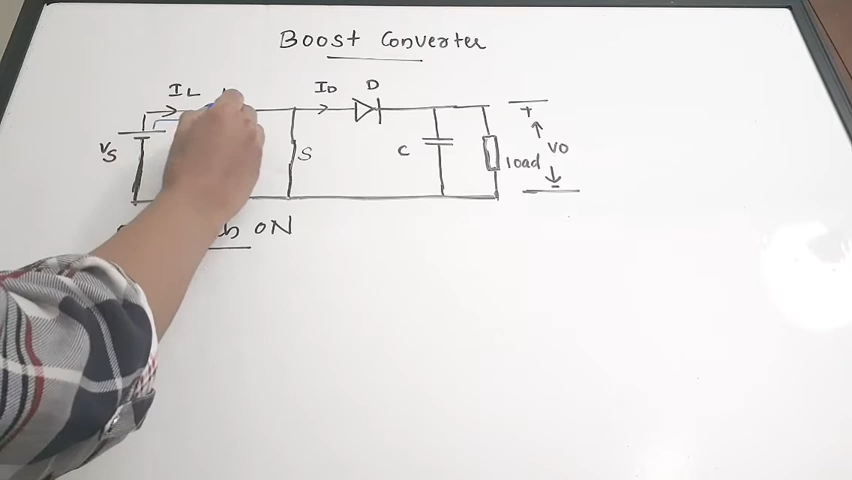 Boost Converter
IL
ID
D
VS
S
C
load
+
VO
-
ON